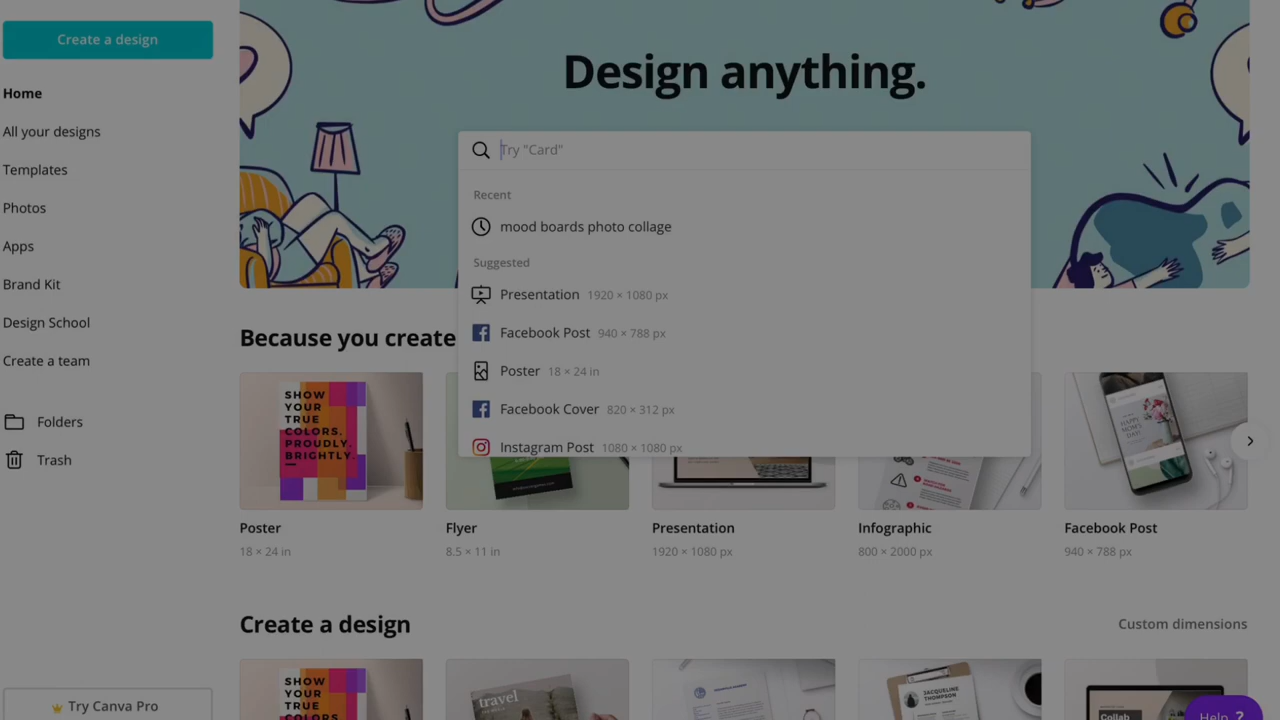 Create a design
Home
All your designs
Templates
Photos
Apps
Brand Kit
Design School
Create a team
Folders
Trash
Try Canva Pro
Design anything.
Try "Card"
Recent
mood boards photo collage
Suggested
Presentation 1920 × 1080 px
Facebook Post 940 × 788 px
Poster 18 × 24 in
Facebook Cover 820 × 312 px
Instagram Post 1080 × 1080 px
Because you create
SHOW
YOUR
TRUE
COLORS.
PROUDLY.
BRIGHTLY.
HAPPY
MOM'S
DAY!
Poster
18 × 24 in
Flyer
8.5 × 11 in
Presentation
1920 × 1080 px
Infographic
800 × 2000 px
Facebook Post
940 × 788 px
Create a design
Custom dimensions
SHOW
YOUR
TRUE
COLORS
travel
JACQUELINE
THOMPSON
Collab
Help ?